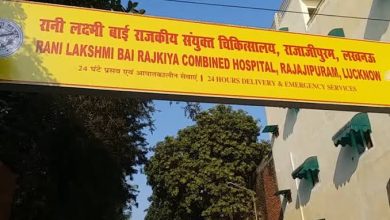 रानी लक्ष्मी बाई राजकीय संयुक्त चिकित्सालय, राजाजीपुरम, लखनऊ
RANI LAKSHMI BAI RAJKIYA COMBINED HOSPITAL, RAJAJIPURAM, LUCKNOW
24 घंटे प्रसव एवं आपातकालीन सेवाएं | 24 HOURS DELIVERY & EMERGENCY SERVICES